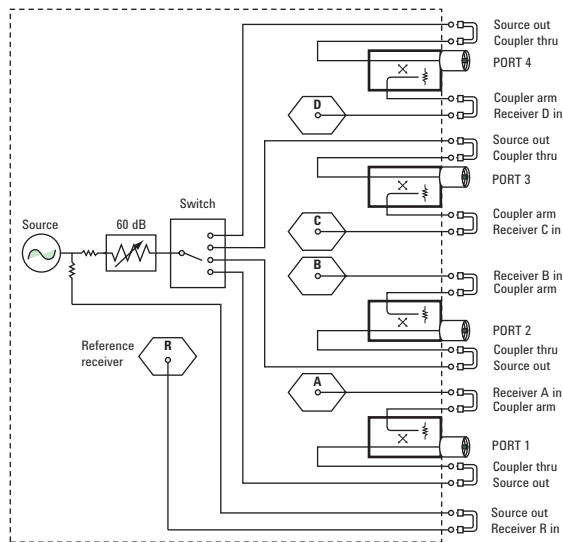 Source out
Coupler thru
PORT 4
Coupler arm
D
Receiver D in
Source out
Coupler thru
PORT 3
Switch
Coupler arm
Source
60 dB
C
Receiver C in
B
Receiver B in
Coupler arm
PORT 2
Reference
receiver
R
Coupler thru
Source out
A
Receiver A in
Coupler arm
PORT 1
Coupler thru
Source out
Source out
Receiver R in